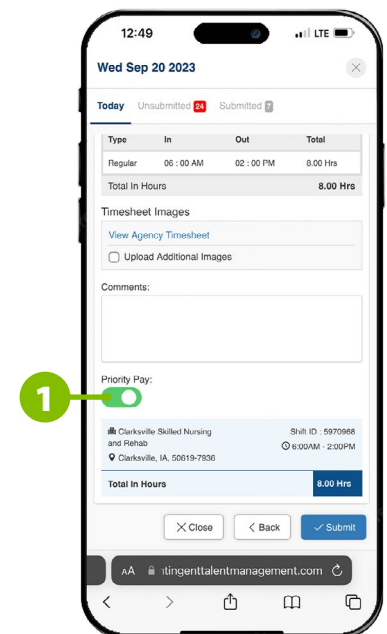 12:49 LTE
Wed Sep 20 2023
Today Unsubmitted 24 Submitted 7
Type In Out Total
Regular 06 : 00 AM 02 : 00 PM 8.00 Hrs
Total In Hours 8.00 Hrs
Timesheet Images
View Agency Timesheet
Upload Additional Images
Comments:
Priority Pay:
1
Clarksville Skilled Nursing Shift ID : 5970968
and Rehab 6:00AM - 2:00PM
Clarksville, IA, 50619-7936
Total In Hours 8.00 Hrs
Close Back Submit
AA ntingenttalentmanagement.com